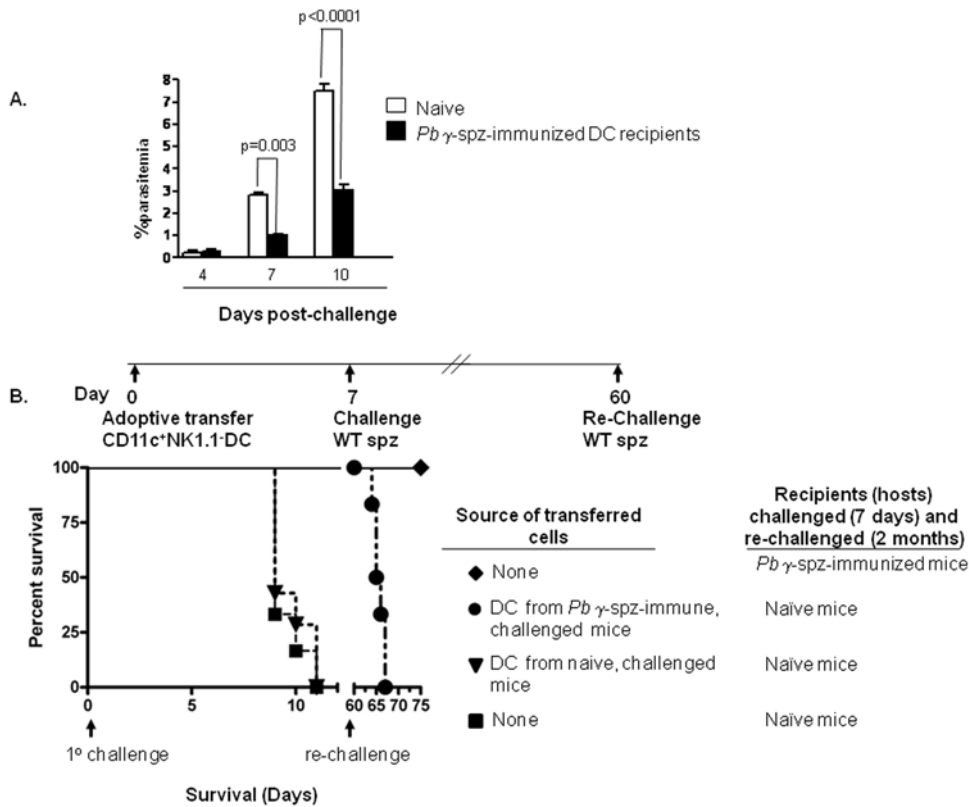 A.
p<0.0001
p=0.003
%parasitemia
8
7
6
5
4
3
2
1
0
4 7 10
Days post-challenge
Naive
Pb γ-spz-immunized DC recipients
B.
Day 0 7 60
Adoptive transfer
CD11c⁺NK1.1⁻DC
Challenge
WT spz
Re-Challenge
WT spz
Percent survival
100
75
50
25
0
0 5 10 60 65 70 75
1º challenge
re-challenge
Survival (Days)
Source of transferred
cells
Recipients (hosts)
challenged (7 days) and
re-challenged (2 months)
None
Pb γ-spz-immunized mice
DC from Pb γ-spz-immune,
challenged mice
Naïve mice
DC from naive, challenged
mice
Naïve mice
None
Naïve mice